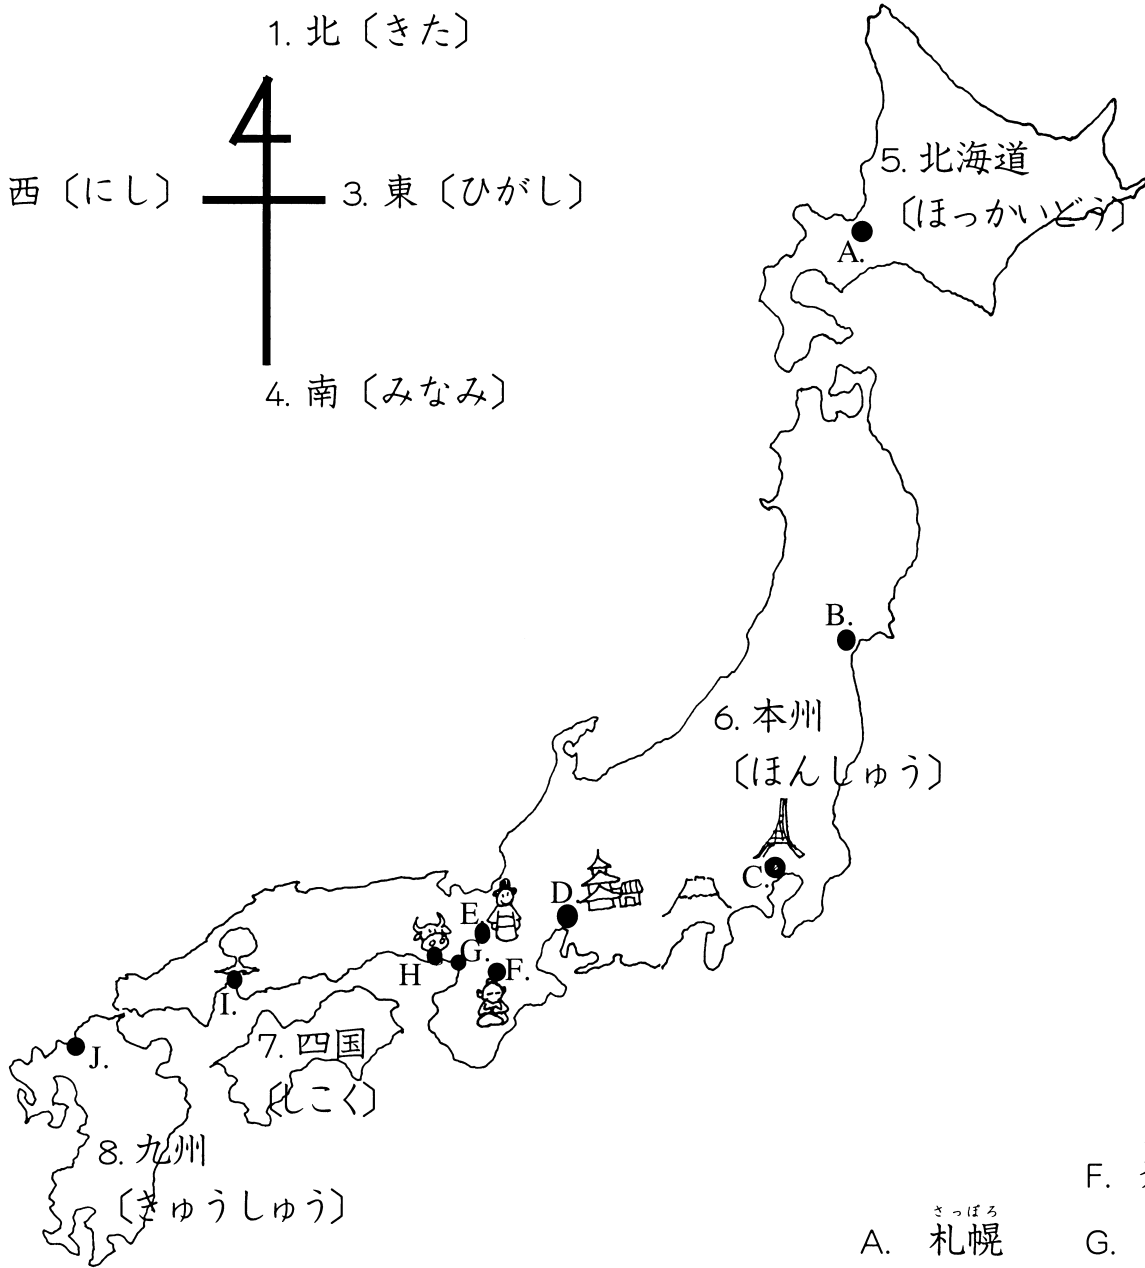 1. 北〔きた〕
西〔にし〕
3. 東〔ひがし〕
4. 南〔みなみ〕
5. 北海道
〔ほっかいどう〕
A.
B.
6. 本州
〔ほんしゅう〕
C.
D.
E.
G.
F.
H
I.
J.
7. 四国
〔しこく〕
8. 九州
〔きゅうしゅう〕
F.
さっぽろ
A. 札幌
G.